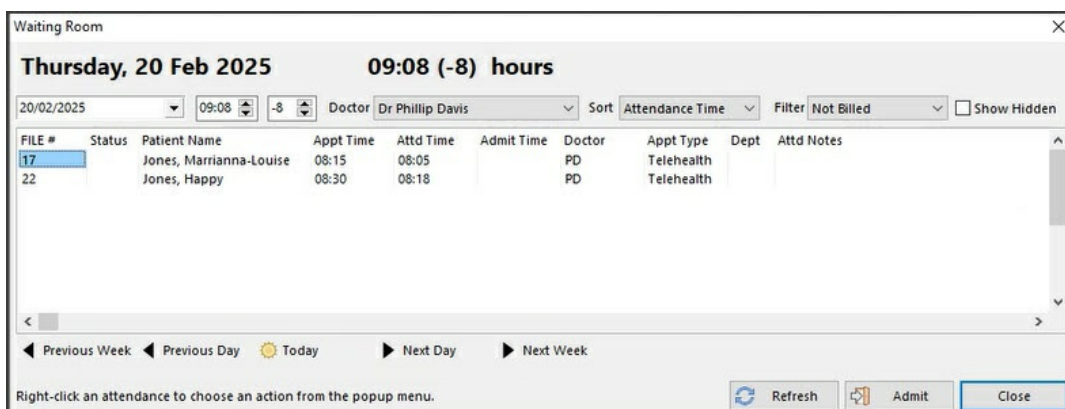 Waiting Room
Thursday, 20 Feb 2025 09:08 (-8) hours
20/02/2025 09:08 -8 Doctor Dr Phillip Davis Sort Attendance Time Filter Not Billed Show Hidden
FILE # Status Patient Name Appt Time Attd Time Admit Time Doctor Appt Type Dept Attd Notes
17 Jones, Marrianna-Louise 08:15 08:05 PD Telehealth
22 Jones, Happy 08:30 08:18 PD Telehealth
Previous Week Previous Day Today Next Day Next Week
Right-click an attendance to choose an action from the popup menu. Refresh Admit Close